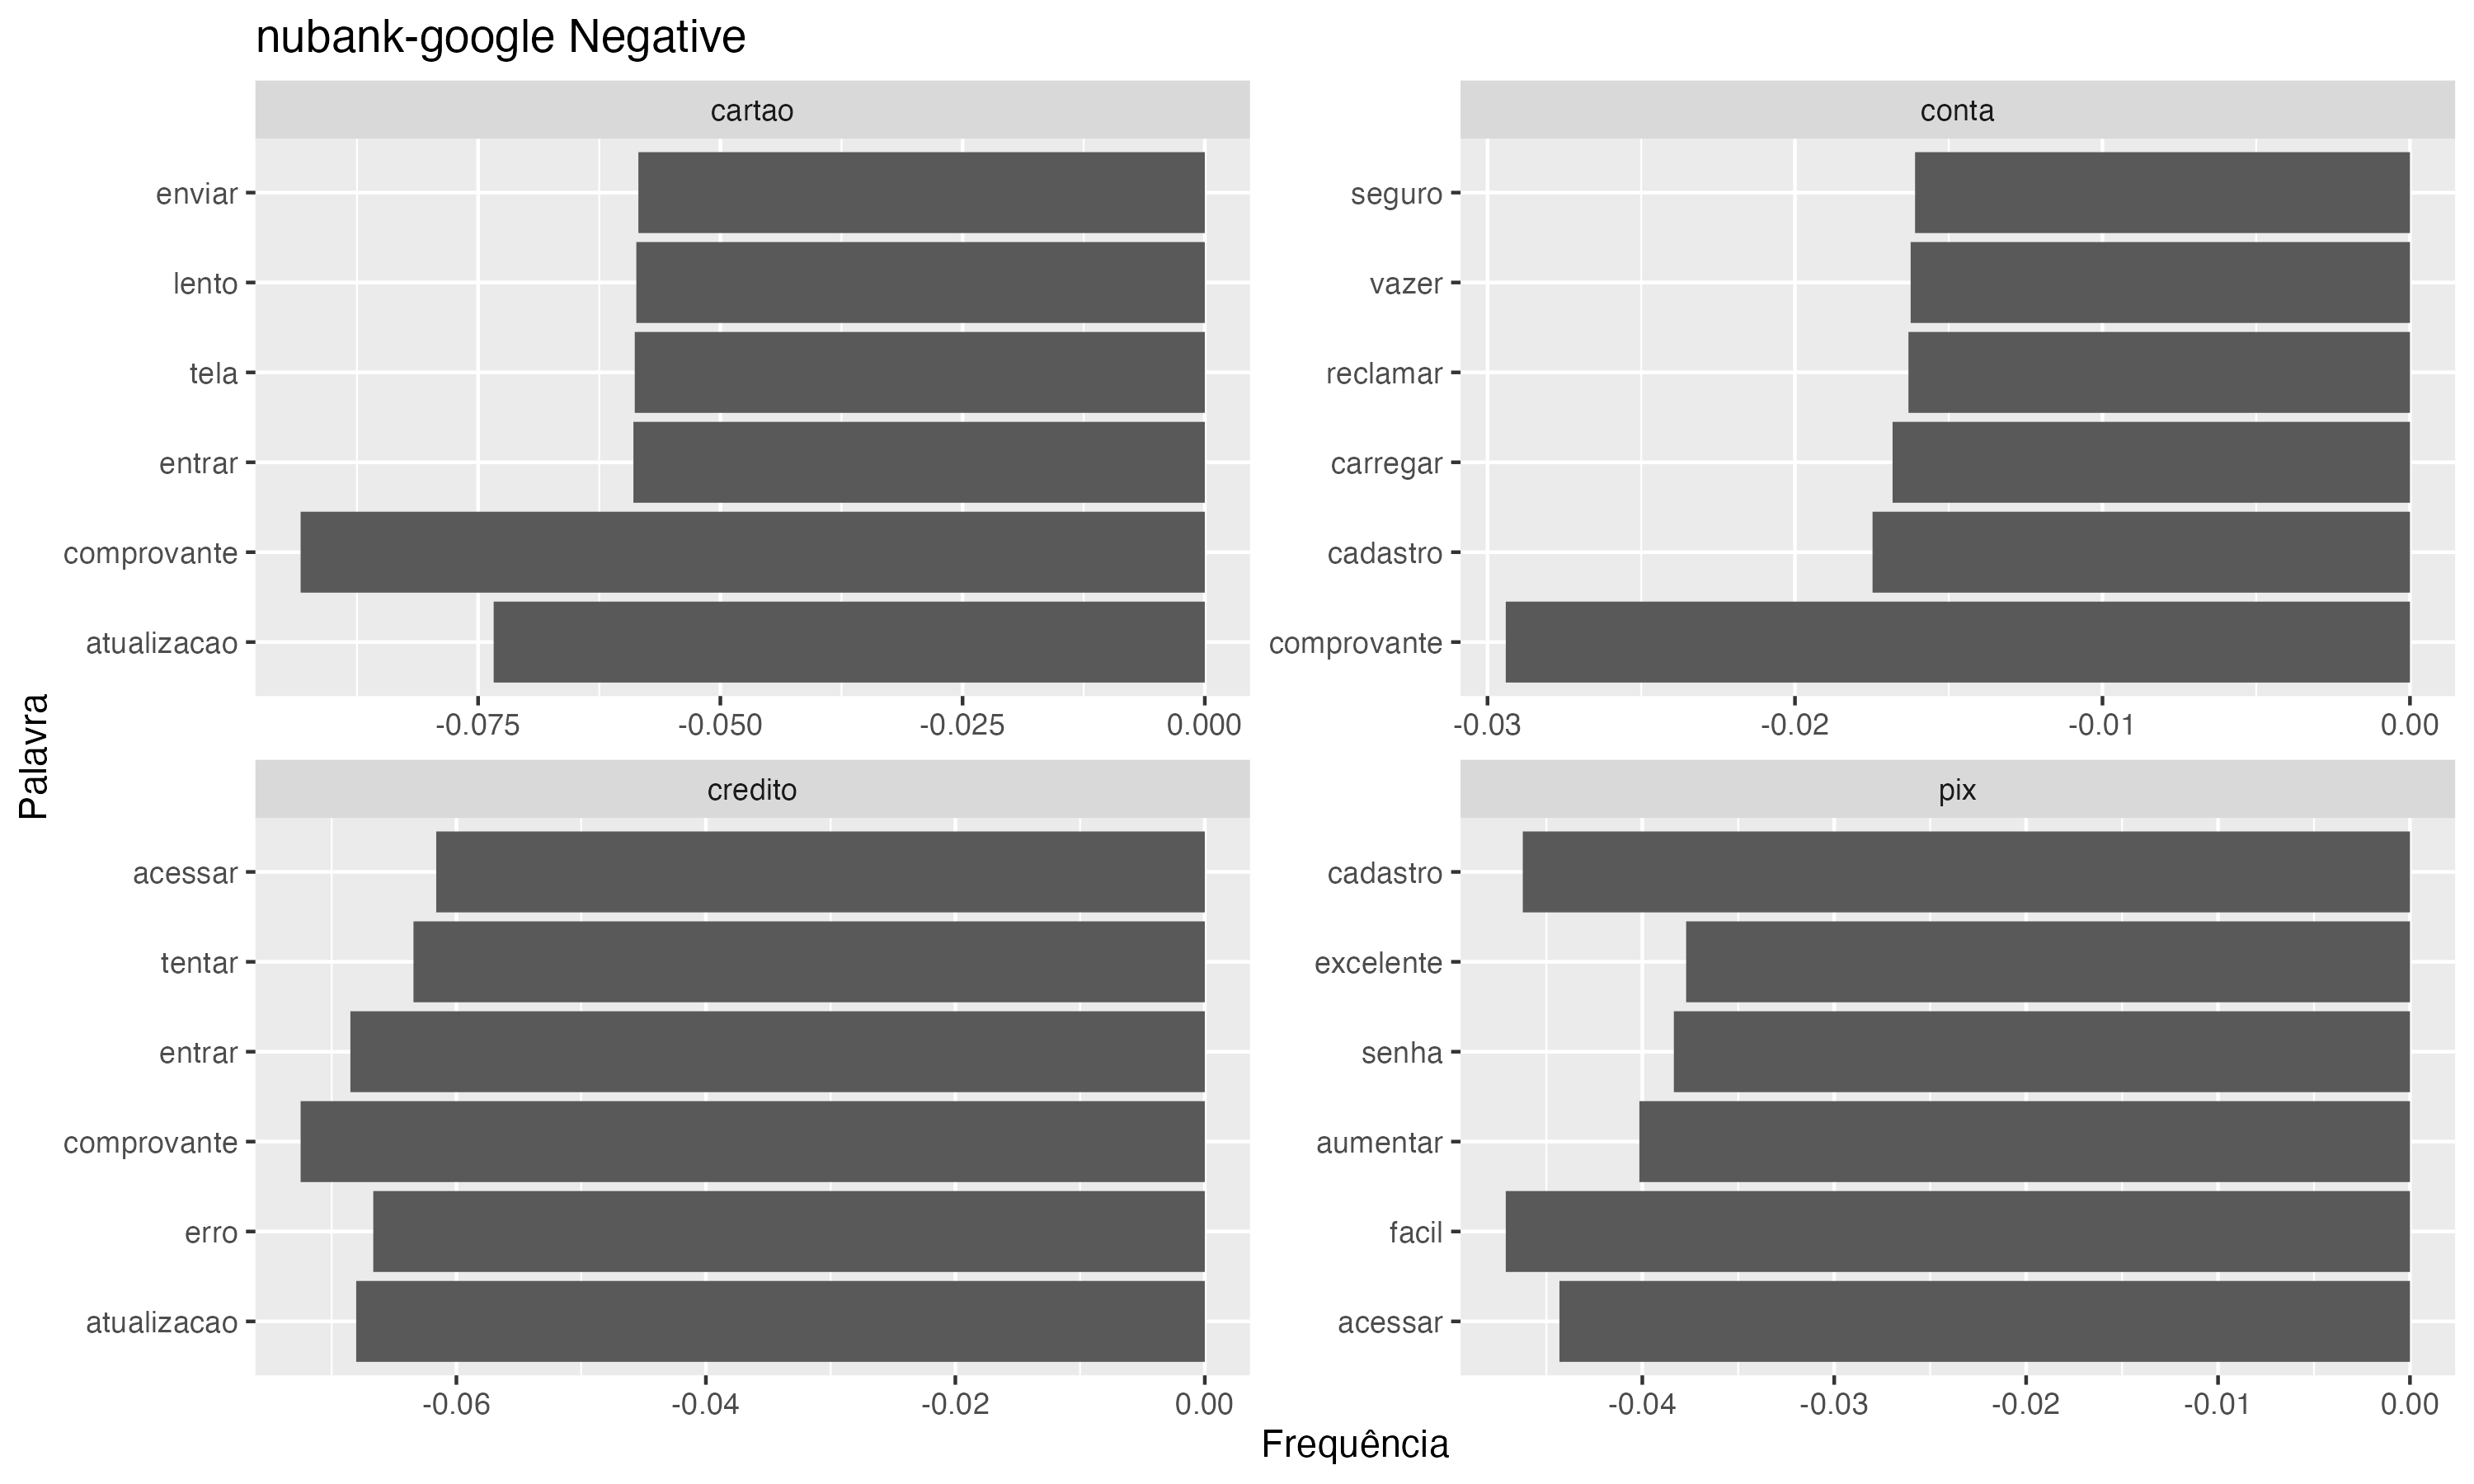 nubank-google Negative
cartao
enviar
lento
tela
entrar
comprovante
atualizacao
-0.075 -0.050 -0.025 0.000
conta
seguro
vazer
reclamar
carregar
cadastro
comprovante
-0.03 -0.02 -0.01 0.00
Palavra
credito
acessar
tentar
entrar
comprovante
erro
atualizacao
-0.06 -0.04 -0.02 0.00
pix
cadastro
excelente
senha
aumentar
facil
acessar
-0.04 -0.03 -0.02 -0.01 0.00
Frequência